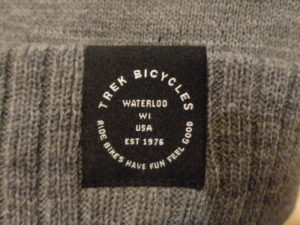 TREK BICYCLES
WATERLOO
WI
USA
EST 1976
RIDE BIKES HAVE FUN FEEL GOOD